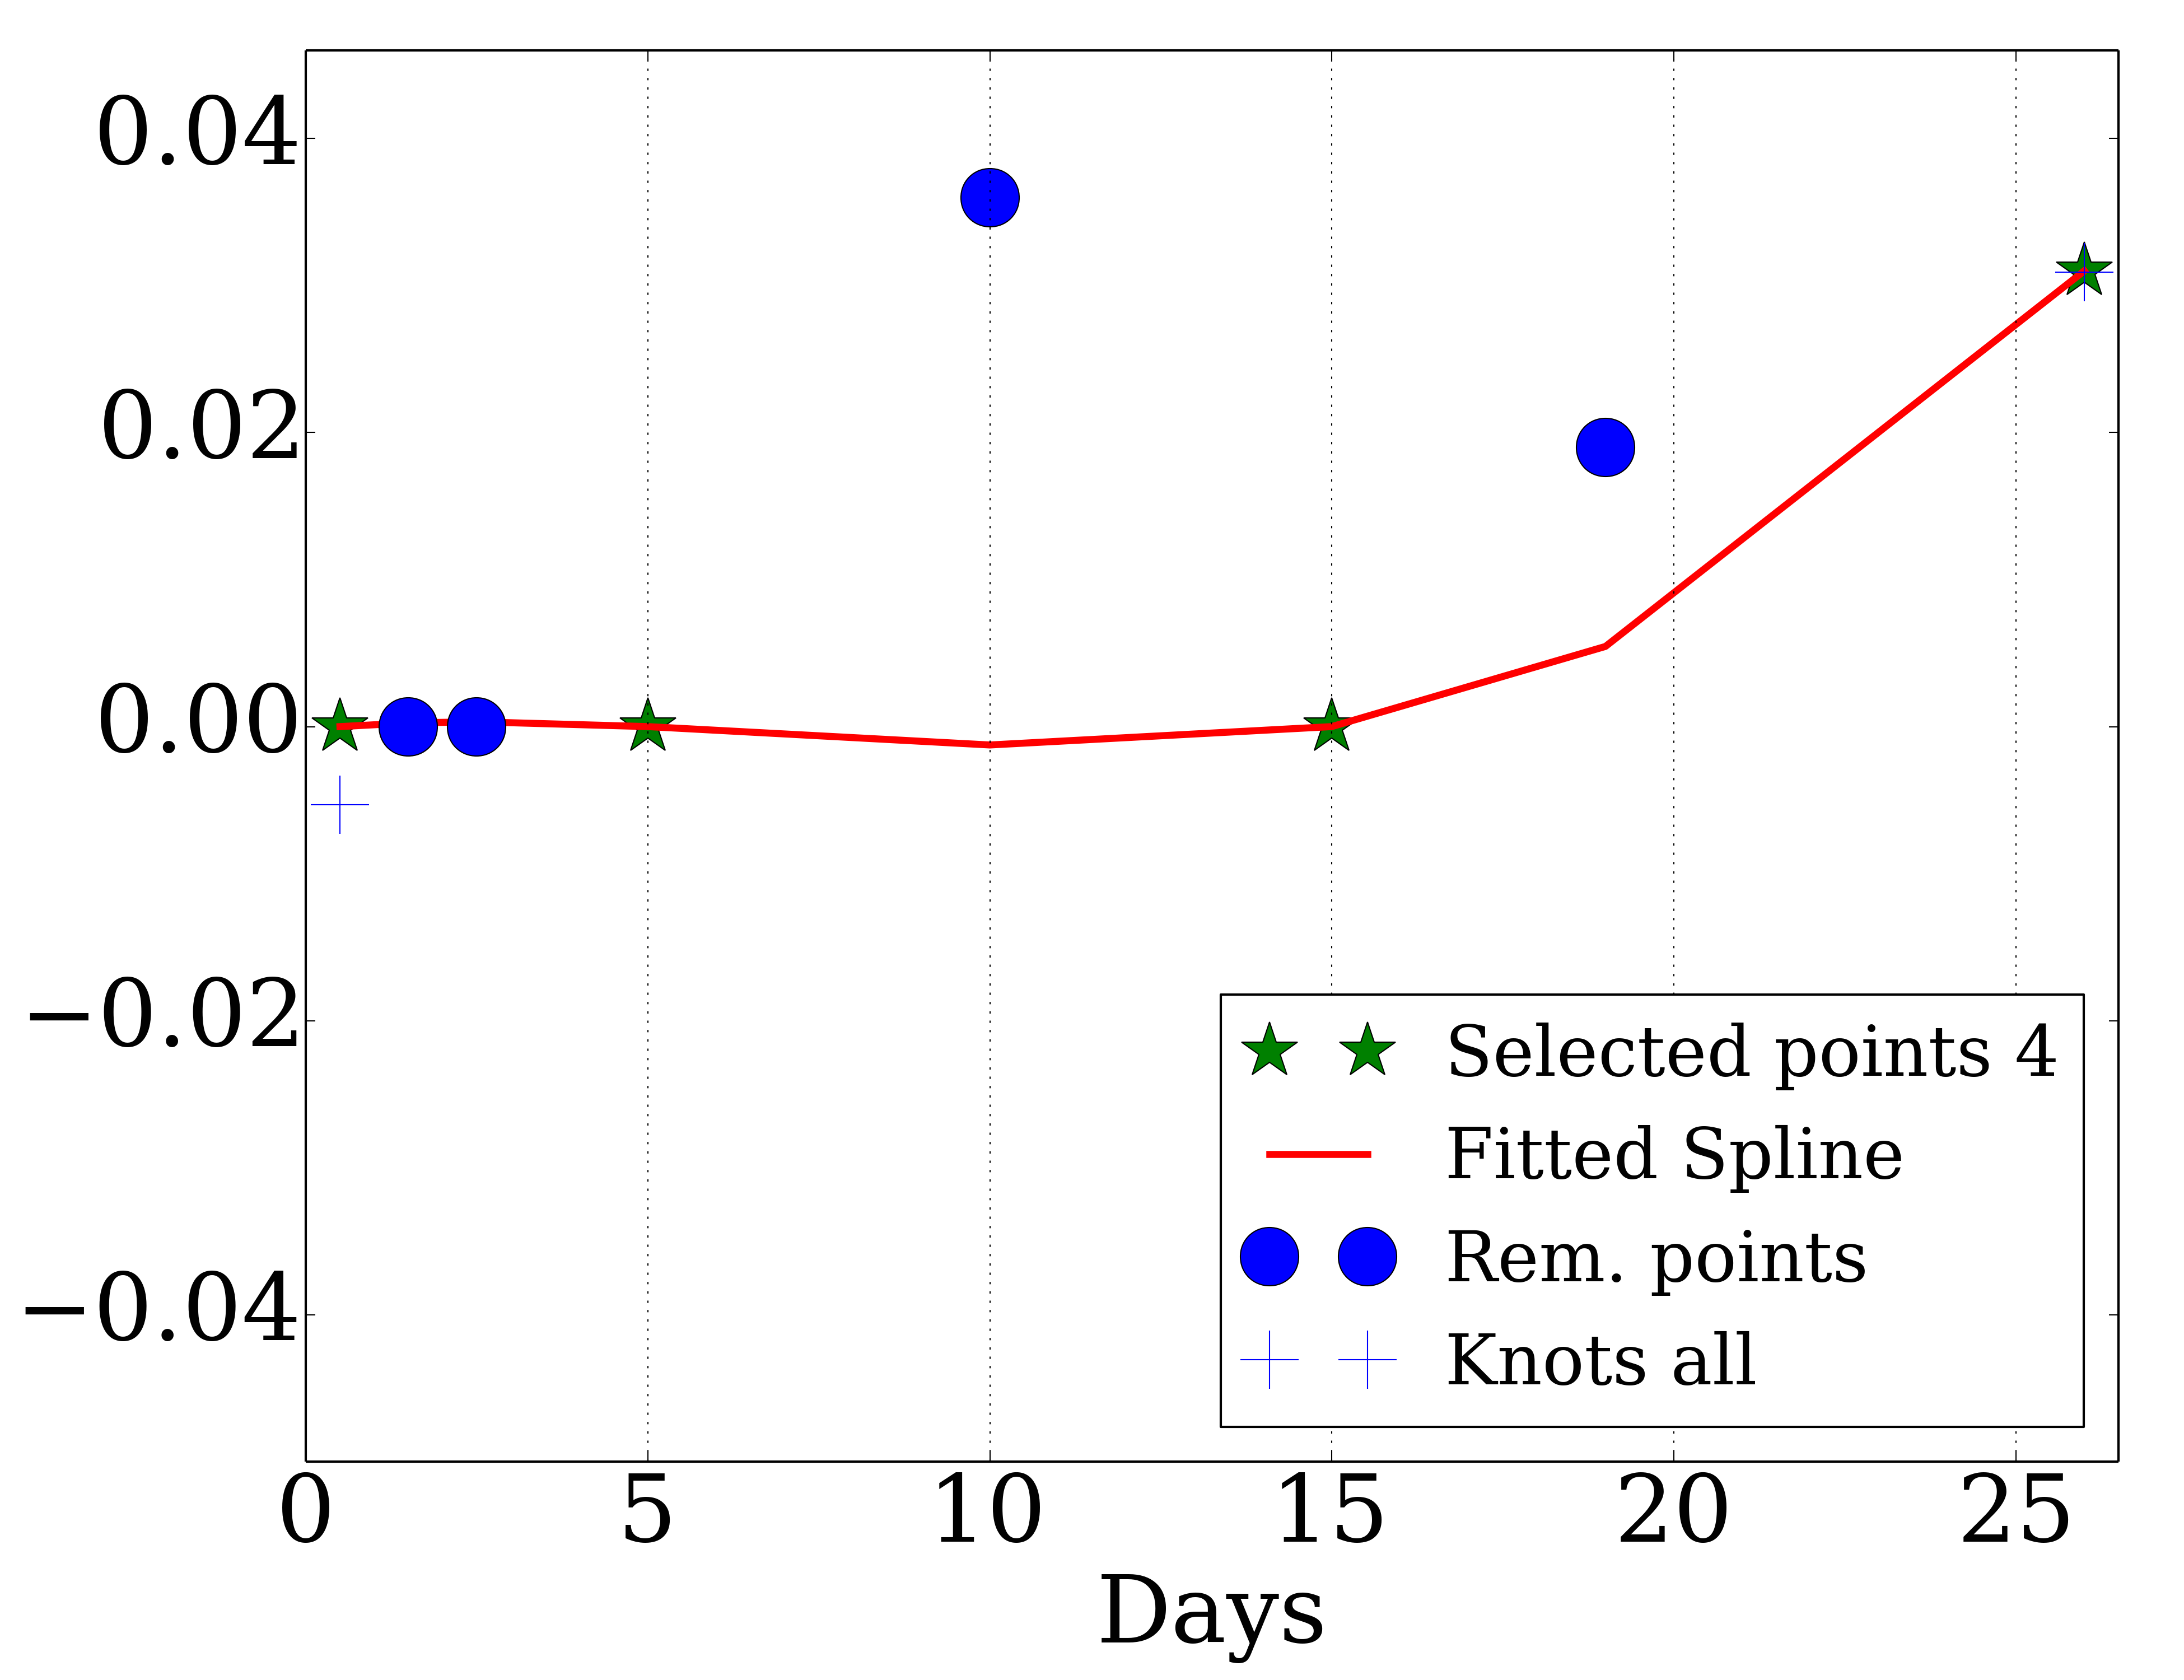 0.04
0.02
0.00
−0.02
−0.04
Selected points 4
Fitted Spline
Rem. points
Knots all
0 5 10 15 20 25
Days